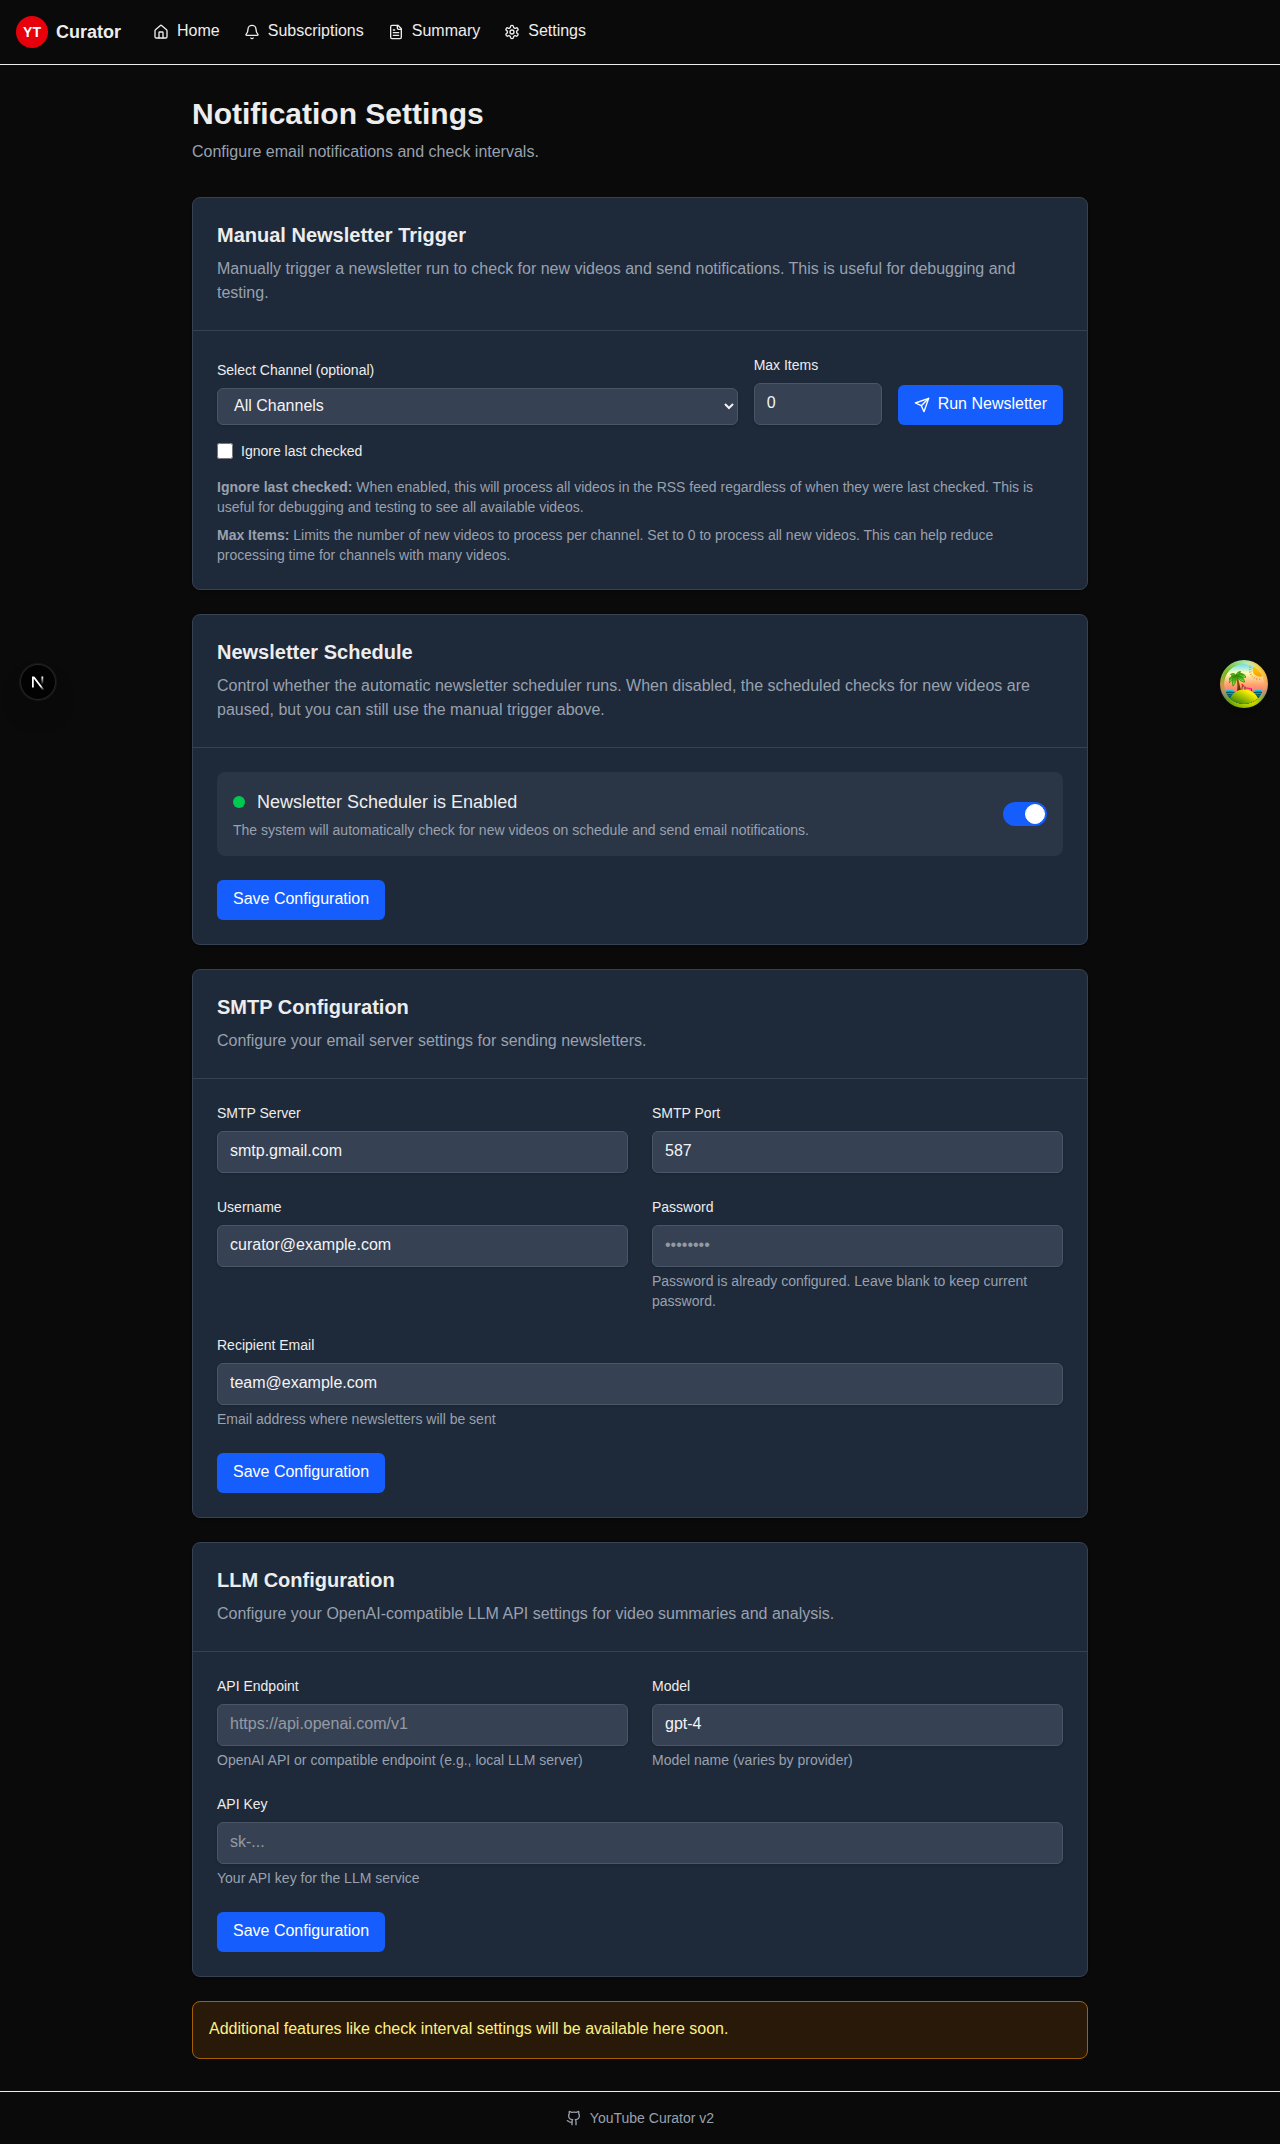 YT Curator Home Subscriptions Summary Settings
Notification Settings
Configure email notifications and check intervals.
Manual Newsletter Trigger
Manually trigger a newsletter run to check for new videos and send notifications. This is useful for debugging and
testing.
Select Channel (optional)
All Channels
Max Items
0
Run Newsletter
Ignore last checked
Ignore last checked: When enabled, this will process all videos in the RSS feed regardless of when they were last checked. This is
useful for debugging and testing to see all available videos.
Max Items: Limits the number of new videos to process per channel. Set to 0 to process all new videos. This can help reduce
processing time for channels with many videos.
Newsletter Schedule
Control whether the automatic newsletter scheduler runs. When disabled, the scheduled checks for new videos are
paused, but you can still use the manual trigger above.
N
Newsletter Scheduler is Enabled
The system will automatically check for new videos on schedule and send email notifications.
Save Configuration
SMTP Configuration
Configure your email server settings for sending newsletters.
SMTP Server
smtp.gmail.com
SMTP Port
587
Username
curator@example.com
Password
••••••••
Password is already configured. Leave blank to keep current
password.
Recipient Email
team@example.com
Email address where newsletters will be sent
Save Configuration
LLM Configuration
Configure your OpenAI-compatible LLM API settings for video summaries and analysis.
API Endpoint
https://api.openai.com/v1
OpenAI API or compatible endpoint (e.g., local LLM server)
Model
gpt-4
Model name (varies by provider)
API Key
sk-...
Your API key for the LLM service
Save Configuration
Additional features like check interval settings will be available here soon.
YouTube Curator v2